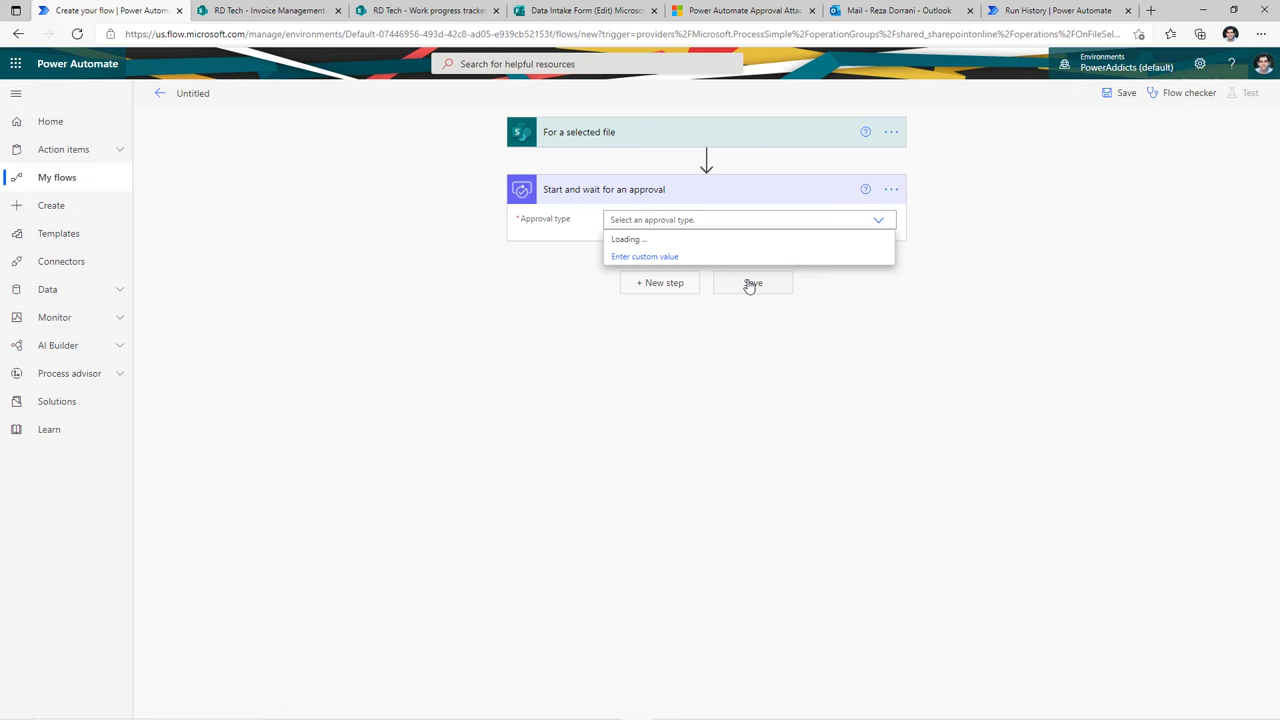 Create your flow | Power Autom
RD Tech - Invoice Management
RD Tech - Work progress tracker
Data Intake Form (Edit) Microso
Power Automate Approval Attac
Mail - Reza Dorrani - Outlook
Run History | Power Automate
https://us.flow.microsoft.com/manage/environments/Default-07446956-493d-42c8-ad05-e939cb52153f/flows/new?trigger=providers%2FMicrosoft.ProcessSimple%2FoperationGroups%2Fshared_sharepointonline%2Foperations%2FOnFileSel...
Power Automate
Search for helpful resources
Environments
PowerAddicts (default)
Untitled
Save
Flow checker
Test
Home
Action items
My flows
Create
Templates
Connectors
Data
Monitor
AI Builder
Process advisor
Solutions
Learn
For a selected file
Start and wait for an approval
* Approval type
Select an approval type.
Loading ...
Enter custom value
+ New step
Save